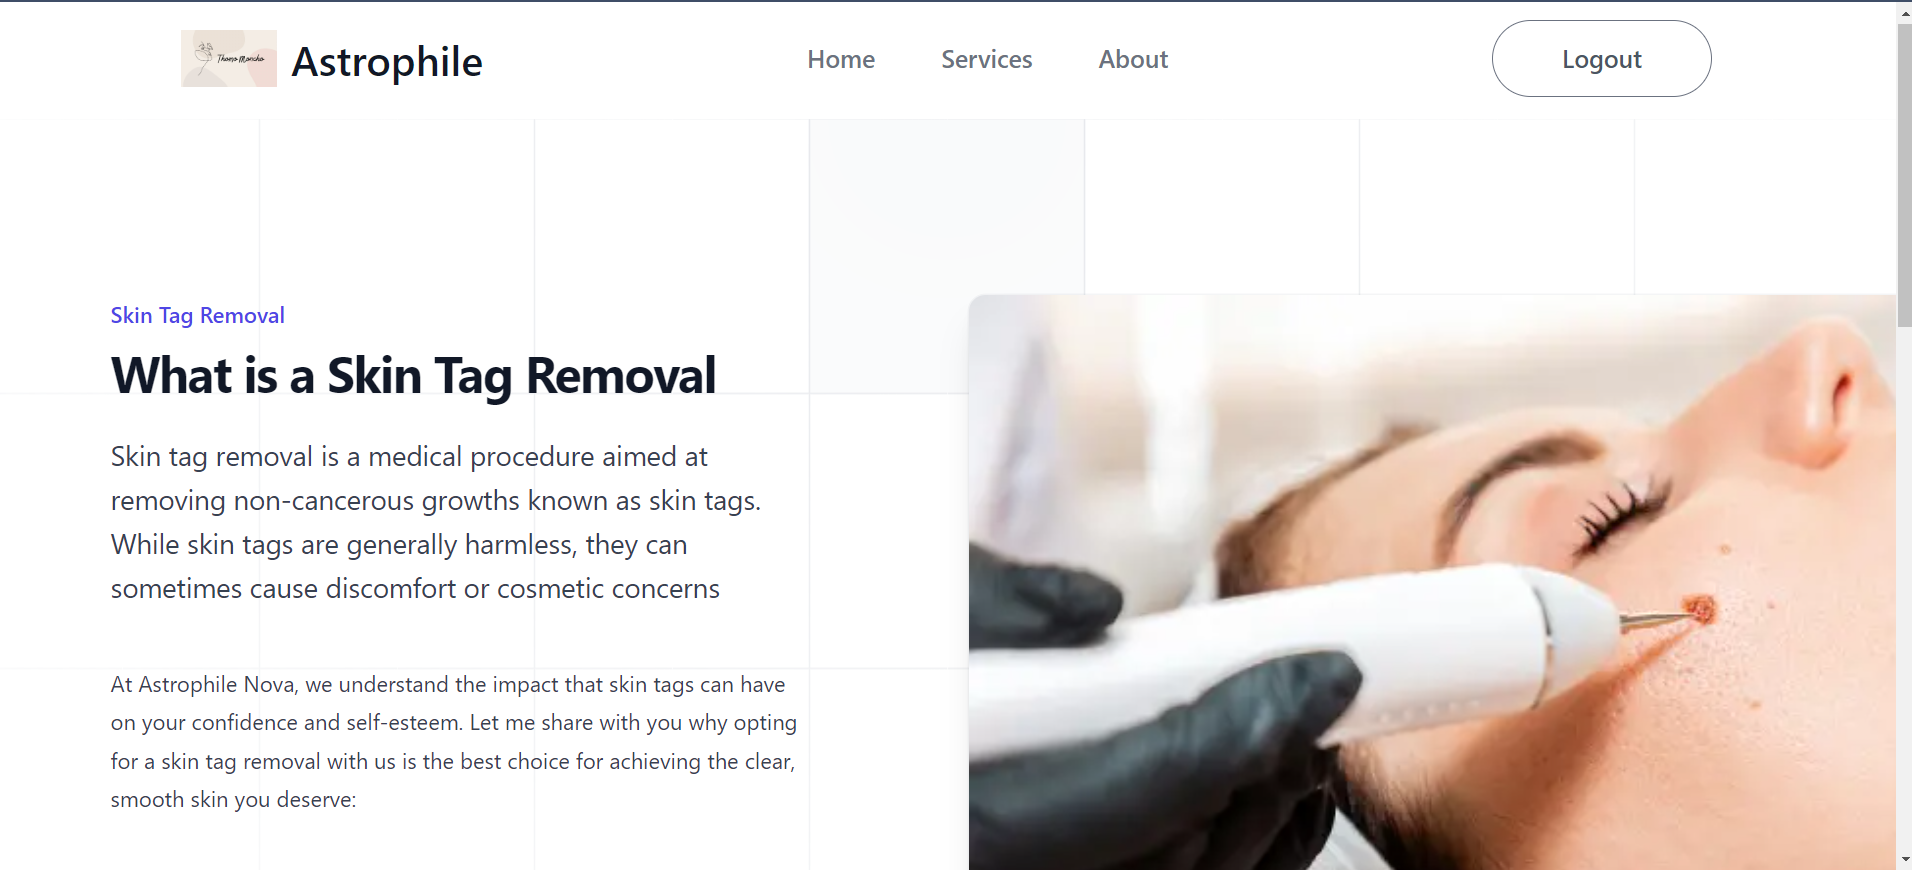 Thomo Moncho
Astrophile
Home
Services
About
Logout
Skin Tag Removal
What is a Skin Tag Removal
Skin tag removal is a medical procedure aimed at
removing non-cancerous growths known as skin tags.
While skin tags are generally harmless, they can
sometimes cause discomfort or cosmetic concerns
At Astrophile Nova, we understand the impact that skin tags can have
on your confidence and self-esteem. Let me share with you why opting
for a skin tag removal with us is the best choice for achieving the clear,
smooth skin you deserve: